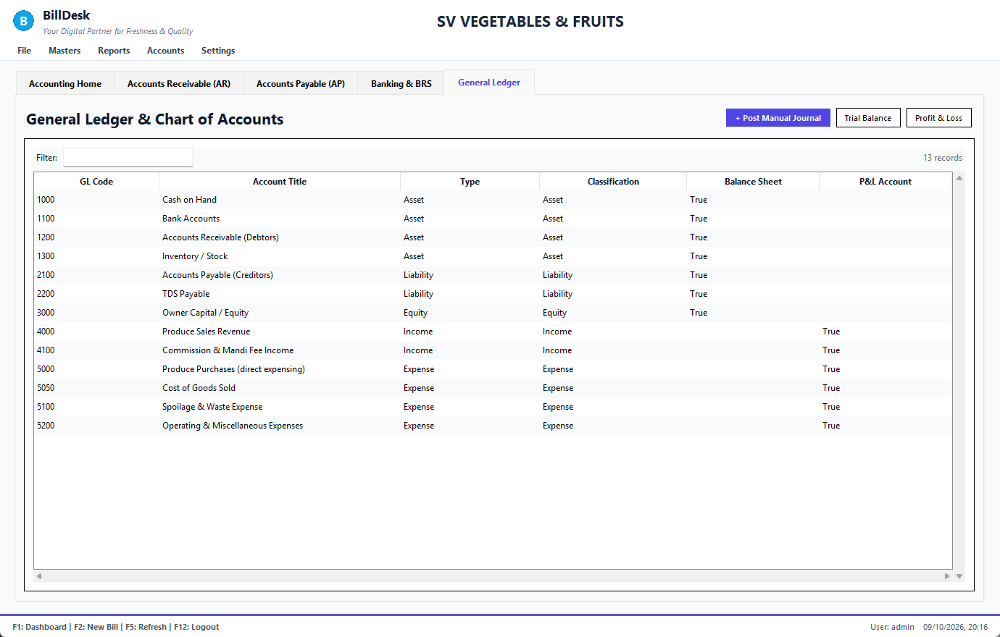 B
BillDesk
Your Digital Partner for Freshness & Quality
SV VEGETABLES & FRUITS
File Masters Reports Accounts Settings
Accounting Home Accounts Receivable (AR) Accounts Payable (AP) Banking & BRS General Ledger
General Ledger & Chart of Accounts
+ Post Manual Journal Trial Balance Profit & Loss
Filter: 13 records
GL Code Account Title Type Classification Balance Sheet P&L Account
1000 Cash on Hand Asset Asset True
1100 Bank Accounts Asset Asset True
1200 Accounts Receivable (Debtors) Asset Asset True
1300 Inventory / Stock Asset Asset True
2100 Accounts Payable (Creditors) Liability Liability True
2200 TDS Payable Liability Liability True
3000 Owner Capital / Equity Equity Equity True
4000 Produce Sales Revenue Income Income True
4100 Commission & Mandi Fee Income Income Income True
5000 Produce Purchases (direct expensing) Expense Expense True
5050 Cost of Goods Sold Expense Expense True
5100 Spoilage & Waste Expense Expense Expense True
5200 Operating & Miscellaneous Expenses Expense Expense True
F1: Dashboard | F2: New Bill | F5: Refresh | F12: Logout User: admin 09/10/2026, 20:16